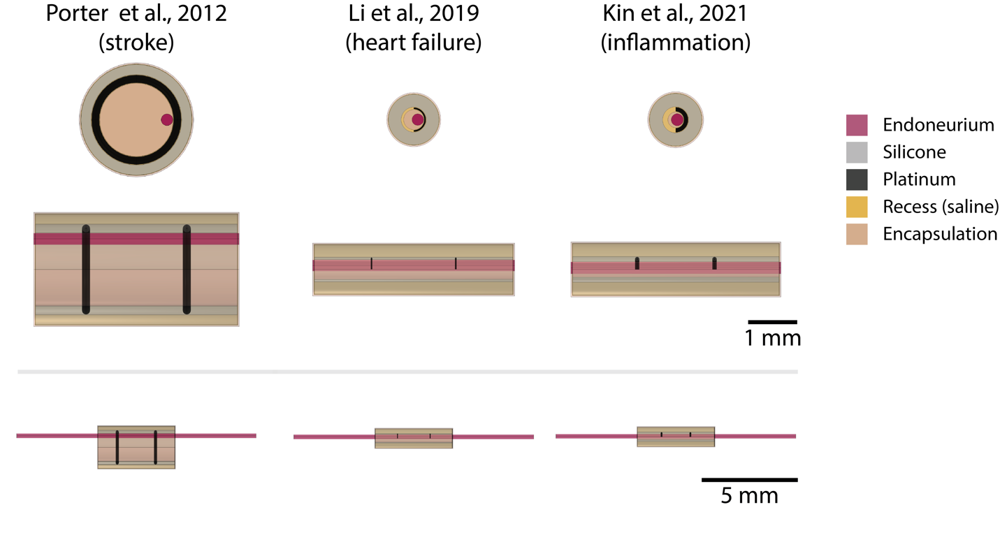 Porter  et al., 2012
(stroke)
Li et al., 2019
(heart failure)
Kin et al., 2021
(inflammation)
Endoneurium
Silicone
Platinum
Recess (saline)
Encapsulation
1 mm
5 mm